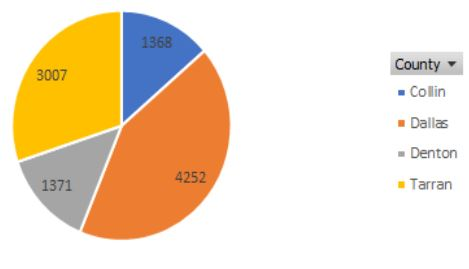 1368
3007
4252
1371
County
Collin
Dallas
Denton
Tarran